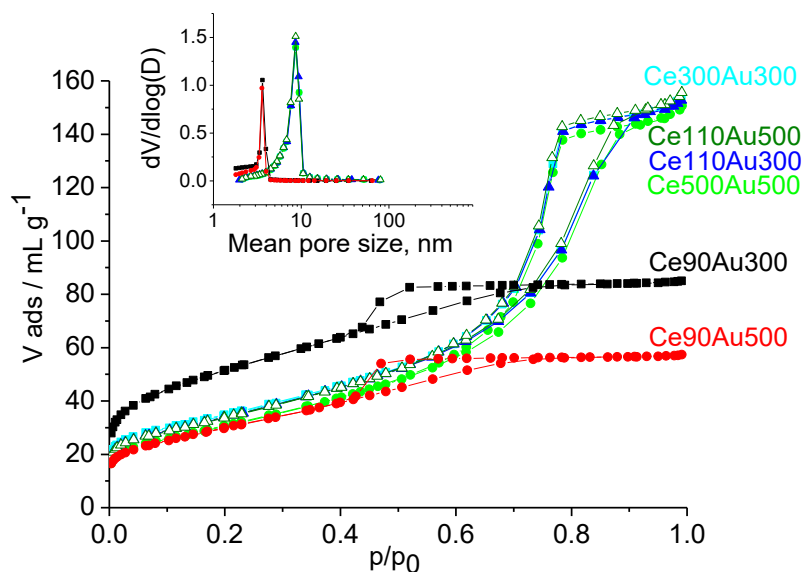 1.5
1.0
0.5
0.0
dV/dlog(D)
1 10 100
Mean pore size, nm
160
140
120
100
80
60
40
20
0
V ads / mL g⁻¹
Ce300Au300
Ce110Au500
Ce110Au300
Ce500Au500
Ce90Au300
Ce90Au500
0.0 0.2 0.4 0.6 0.8 1.0
p/p₀